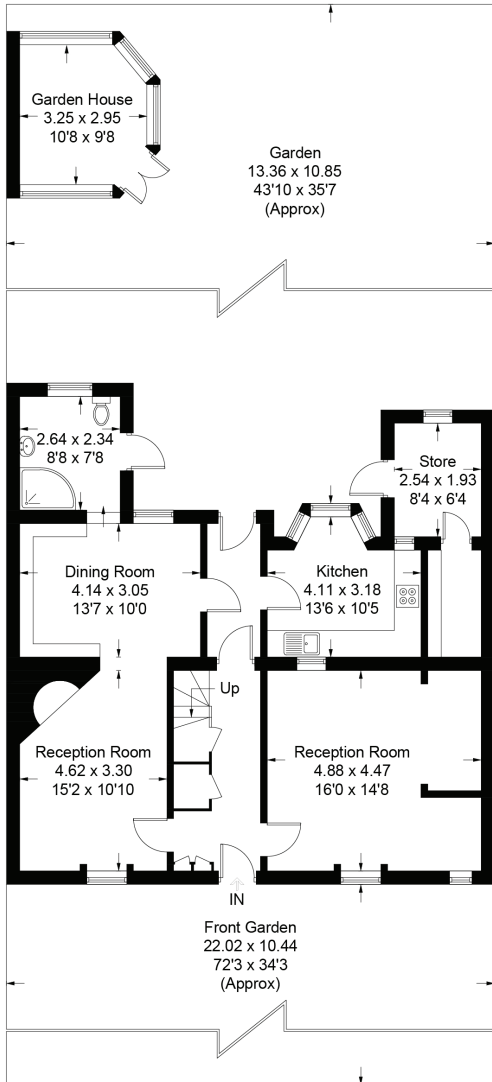 Garden House
3.25 x 2.95
10'8 x 9'8
Garden
13.36 x 10.85
43'10 x 35'7
(Approx)
2.64 x 2.34
8'8 x 7'8
Store
2.54 x 1.93
8'4 x 6'4
Dining Room
4.14 x 3.05
13'7 x 10'0
Kitchen
4.11 x 3.18
13'6 x 10'5
Up
Reception Room
4.62 x 3.30
15'2 x 10'10
Reception Room
4.88 x 4.47
16'0 x 14'8
IN
Front Garden
22.02 x 10.44
72'3 x 34'3
(Approx)